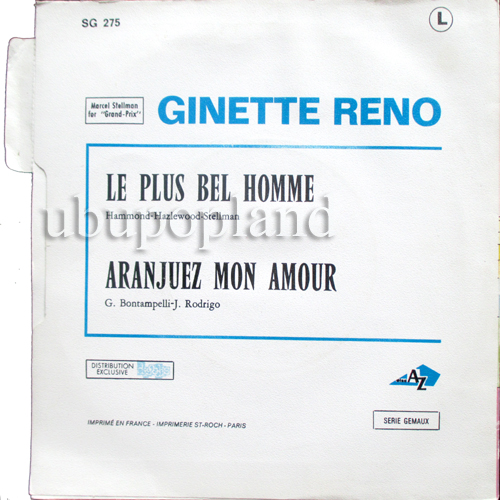 SG 275
L
Marcel Stellman
for "Grand-Prix"
GINETTE RENO
LE PLUS BEL HOMME
Hammond-Hazlewood-Stellman
ubupopland
ARANJUEZ MON AMOUR
G. Bontampelli-J. Rodrigo
DISTRIBUTION
EXCLUSIVE
AZ
IMPRIMÉ EN FRANCE - IMPRIMERIE ST-ROCH - PARIS
SERIE GEMAUX